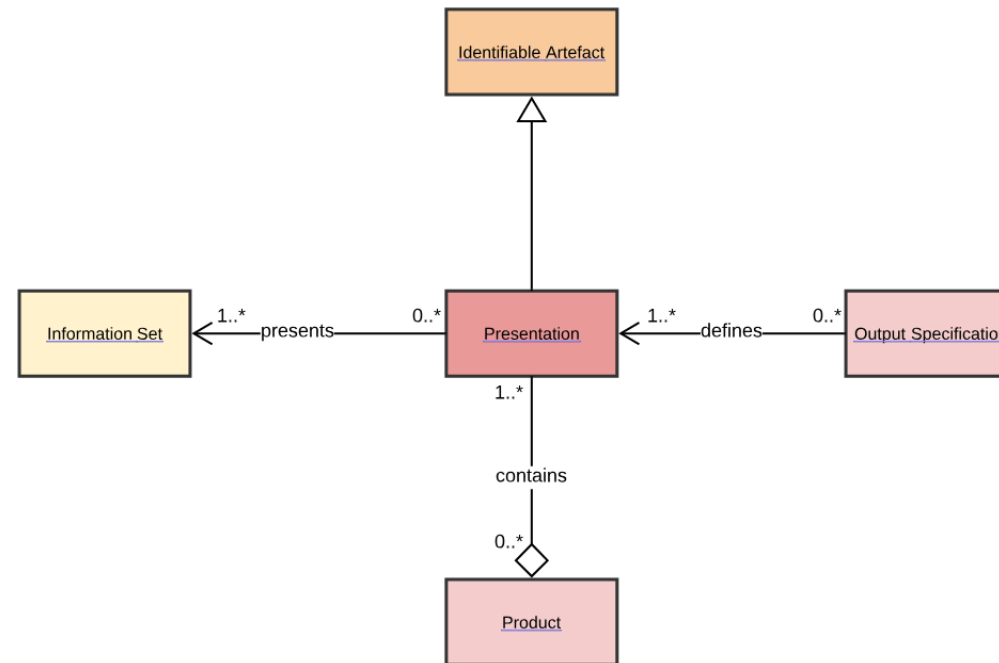 Identifiable Artefact
1..* 0..* 1..* 0..*
Information Set presents Presentation defines Output Specificatio
1..*
contains
0..*
Product